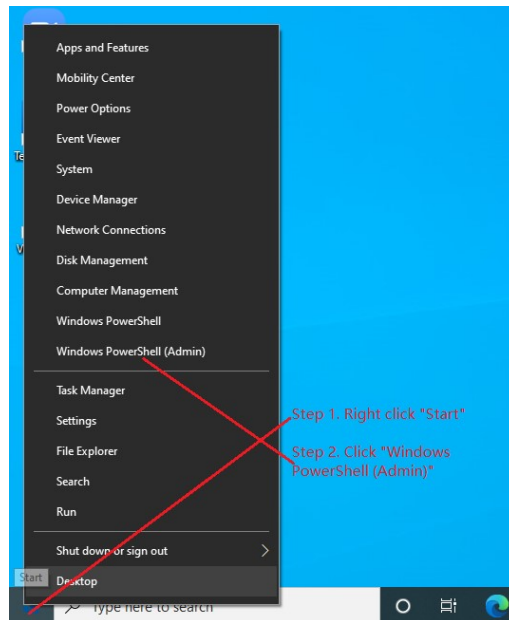 Apps and Features
Mobility Center
Power Options
Event Viewer
Te
System
Device Manager
Network Connections
V
Disk Management
Computer Management
Windows PowerShell
Windows PowerShell (Admin)
Task Manager
Settings
File Explorer
Search
Run
Shut down or sign out
Start
Desktop
Type here to search
Step 1. Right click "Start"
Step 2. Click "Windows
PowerShell (Admin)"